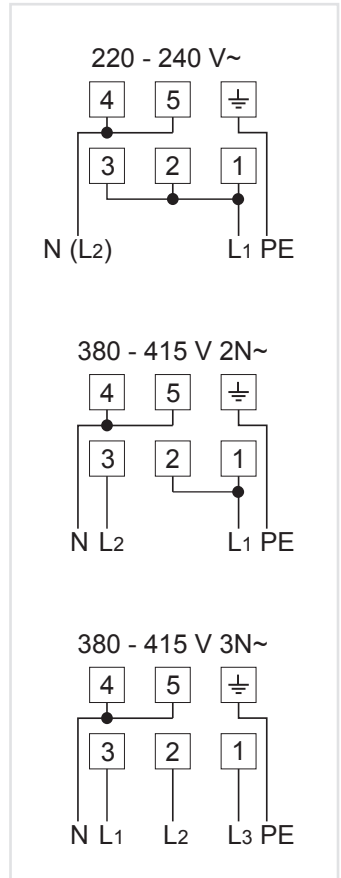 220 - 240 V~
4 5
3 2 1
N (L2) L1 PE
380 - 415 V 2N~
4 5
3 2 1
N L2 L1 PE
380 - 415 V 3N~
4 5
3 2 1
N L1 L2 L3 PE